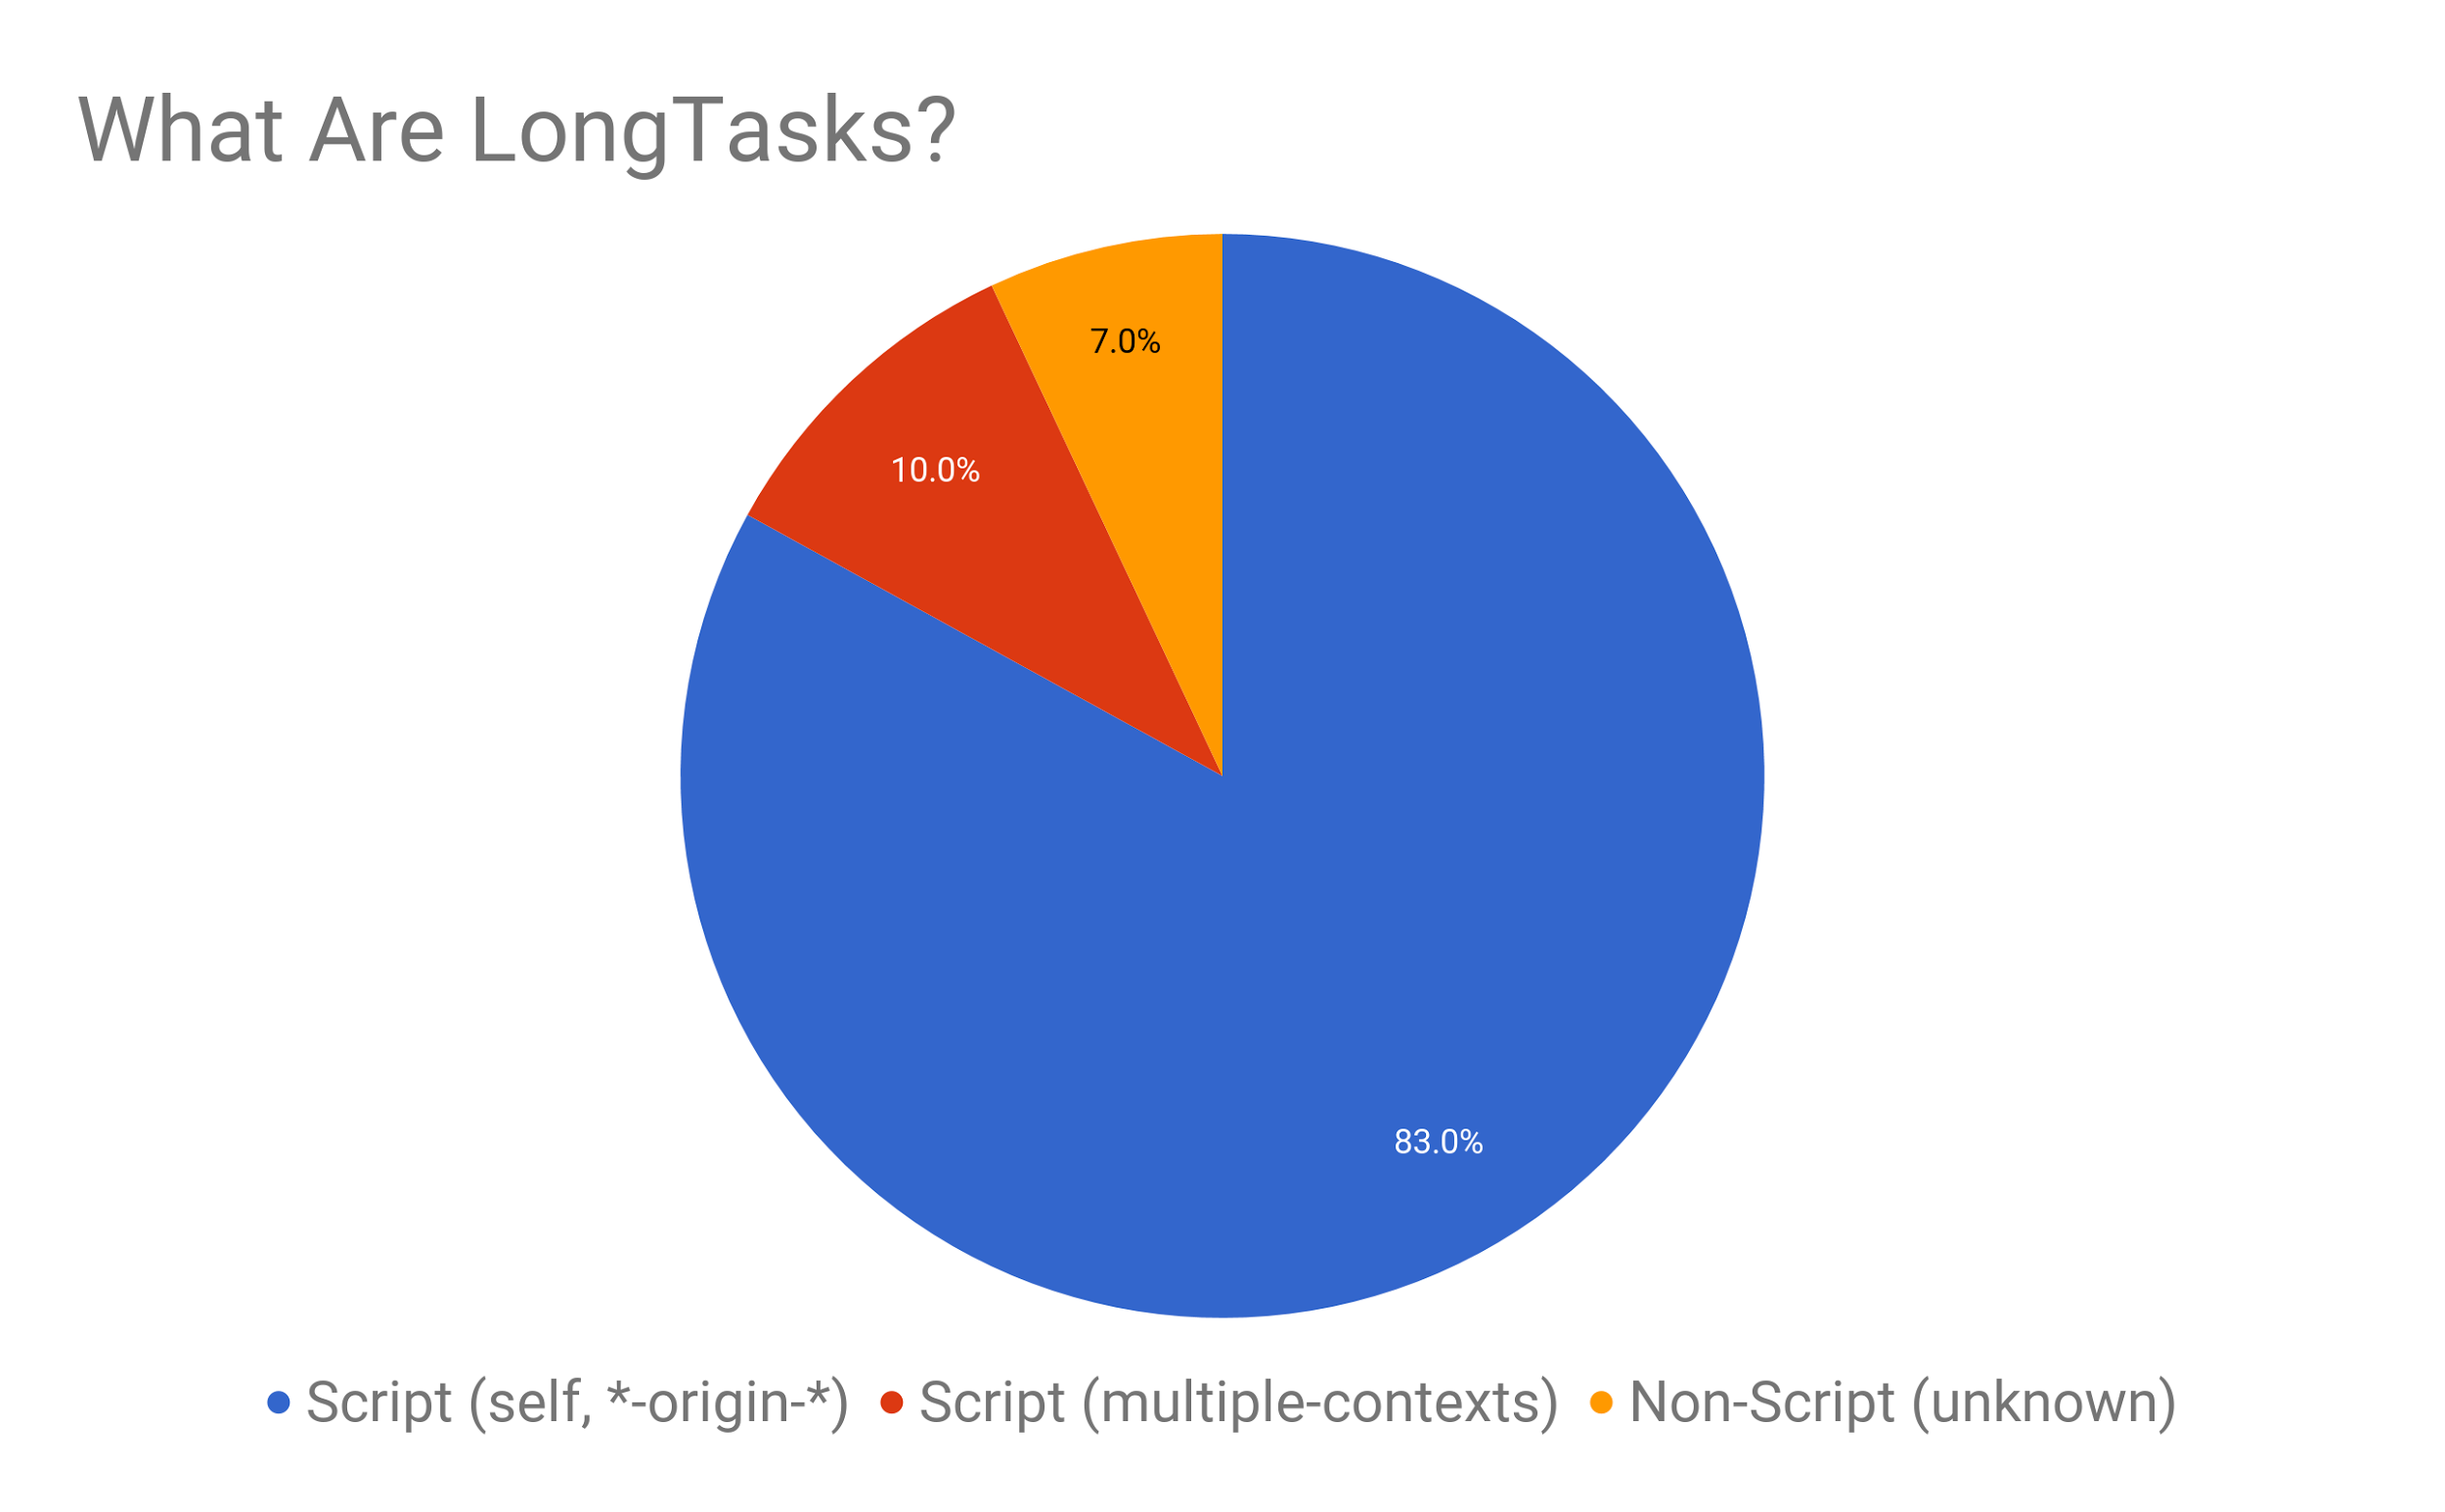 What Are LongTasks?
7.0%
10.0%
83.0%
Script (self, *-origin-*) Script (multiple-contexts) Non-Script (unknown)